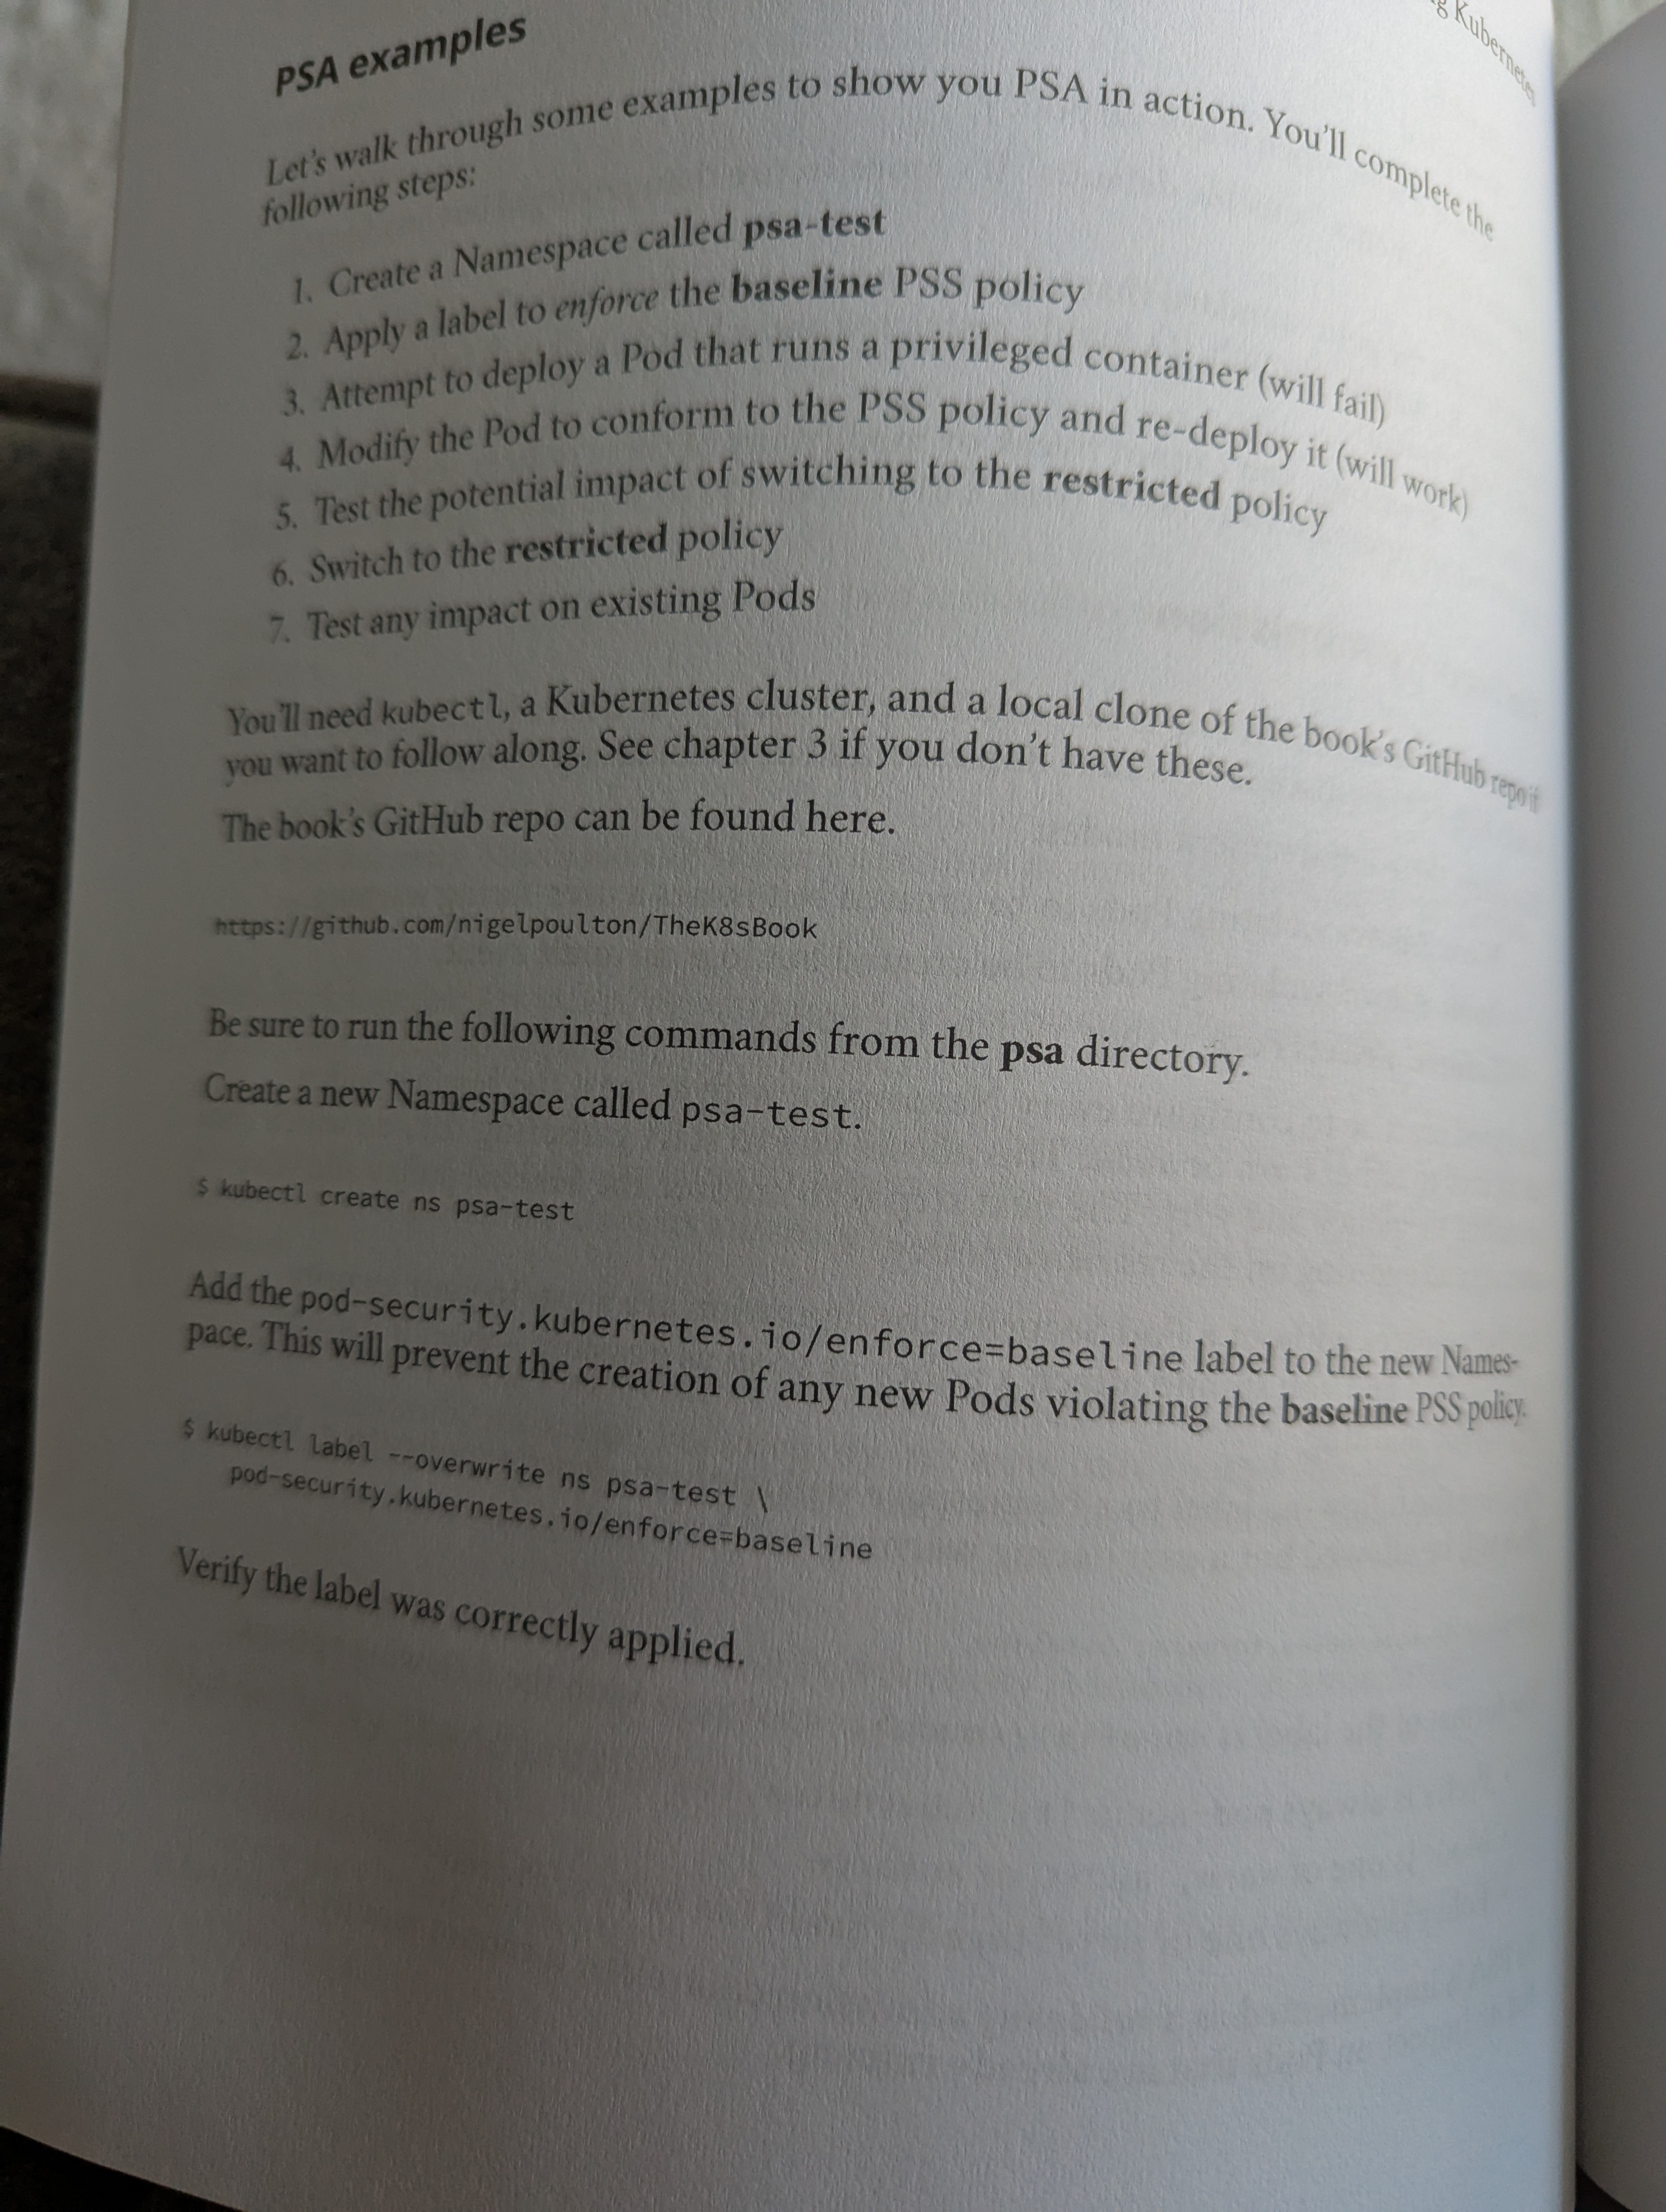 Kubernetes
PSA examples
Let's walk through some examples to show you PSA in action. You'll complete the
following steps:
1. Create a Namespace called psa-test
2. Apply a label to enforce the baseline PSS policy
3. Attempt to deploy a Pod that runs a privileged container (will fail)
4. Modify the Pod to conform to the PSS policy and re-deploy it (will work)
5. Test the potential impact of switching to the restricted policy
6. Switch to the restricted policy
7. Test any impact on existing Pods
You'll need kubectl, a Kubernetes cluster, and a local clone of the book's GitHub repo if
you want to follow along. See chapter 3 if you don't have these.
The book's GitHub repo can be found here.
https://github.com/nigelpoulton/TheK8sBook
Be sure to run the following commands from the psa directory.
Create a new Namespace called psa-test.
$ kubectl create ns psa-test
Add the pod-security.kubernetes.io/enforce=baseline label to the new Names-
pace. This will prevent the creation of any new Pods violating the baseline PSS policy.
$ kubectl label --overwrite ns psa-test \
pod-security.kubernetes.io/enforce=baseline
Verify the label was correctly applied.